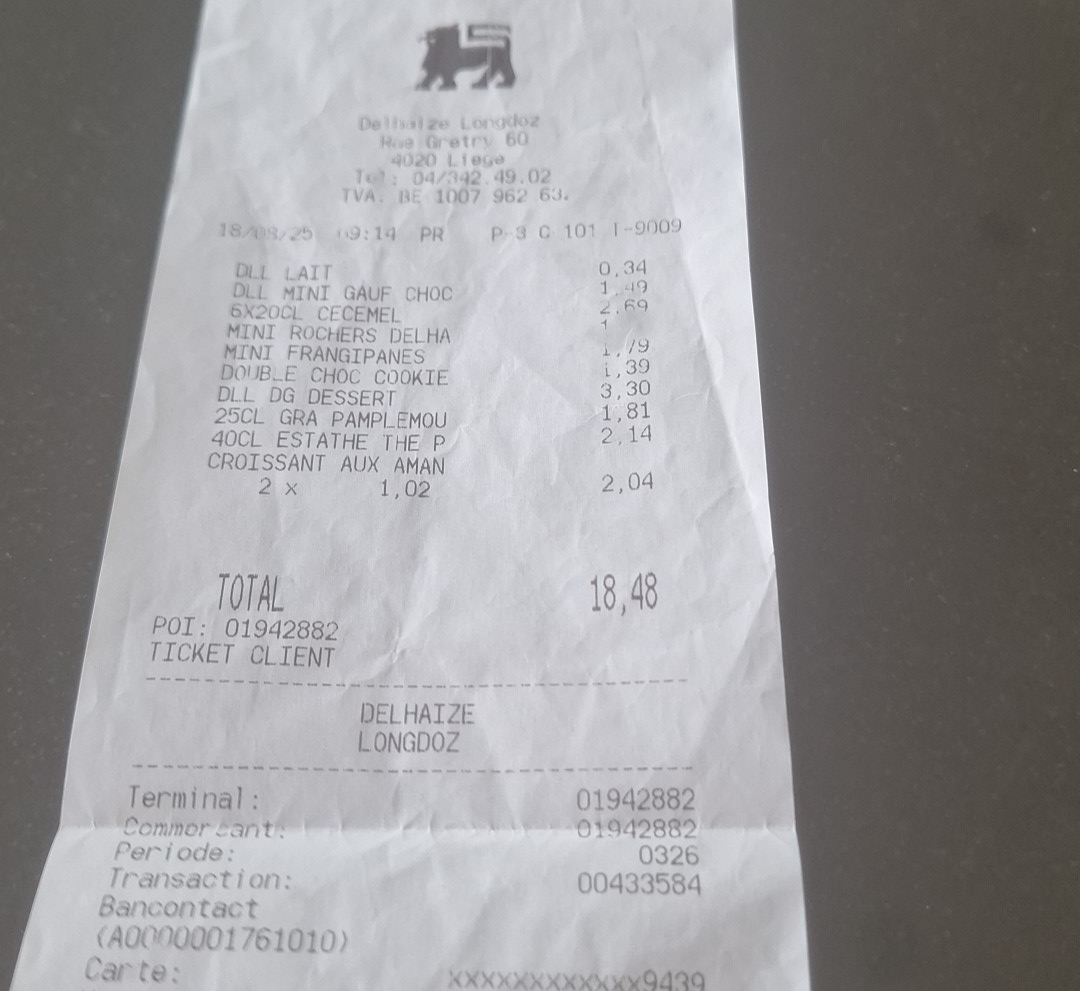 Delhaize Longdoz
Rue Gretry 60
4020 Liege
Tel: 04/342.49.02
TVA. BE 1007 962 63.
18/08/25 09:14 PR P-3 C 101 I-9009
DLL LAIT 0,34
DLL MINI GAUF CHOC 1,49
6X20CL CECEMEL 2,69
MINI ROCHERS DELHA
MINI FRANGIPANES 1,79
DOUBLE CHOC COOKIE 1,39
DLL DG DESSERT 3,30
25CL GRA PAMPLEMOU 1,81
40CL ESTATHE THE P 2,14
CROISSANT AUX AMAN
2 x 1,02 2,04
TOTAL 18,48
POI: 01942882
TICKET CLIENT
DELHAIZE
LONGDOZ
Terminal: 01942882
Commercant: 01942882
Periode: 0326
Transaction: 00433584
Bancontact
(A0000001761010)
Carte: xxxxxxxxxxxxx9439